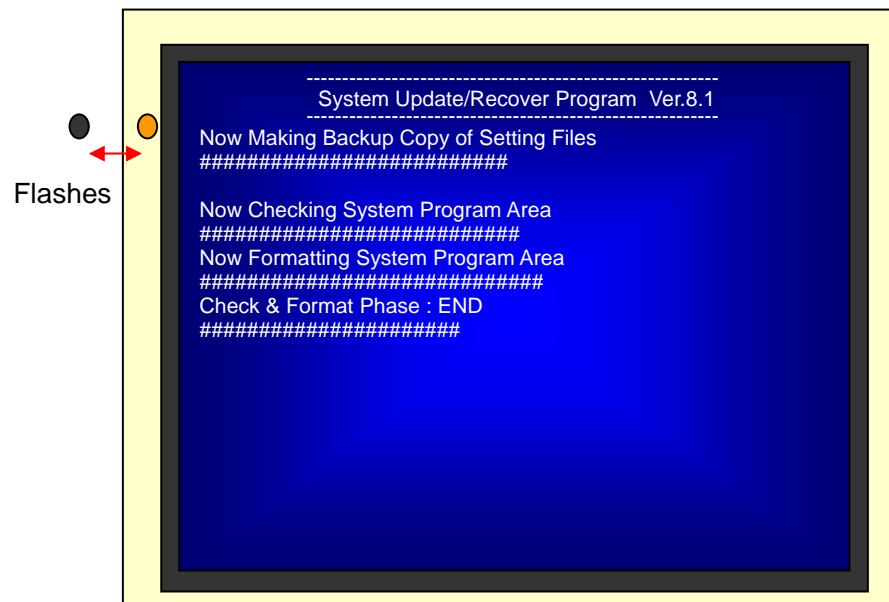 ----------------------------------------------------------
System Update/Recover Program  Ver.8.1
----------------------------------------------------------
Now Making Backup Copy of Setting Files
##########################
Flashes
Now Checking System Program Area
###########################
Now Formatting System Program Area
#############################
Check & Format Phase : END
######################